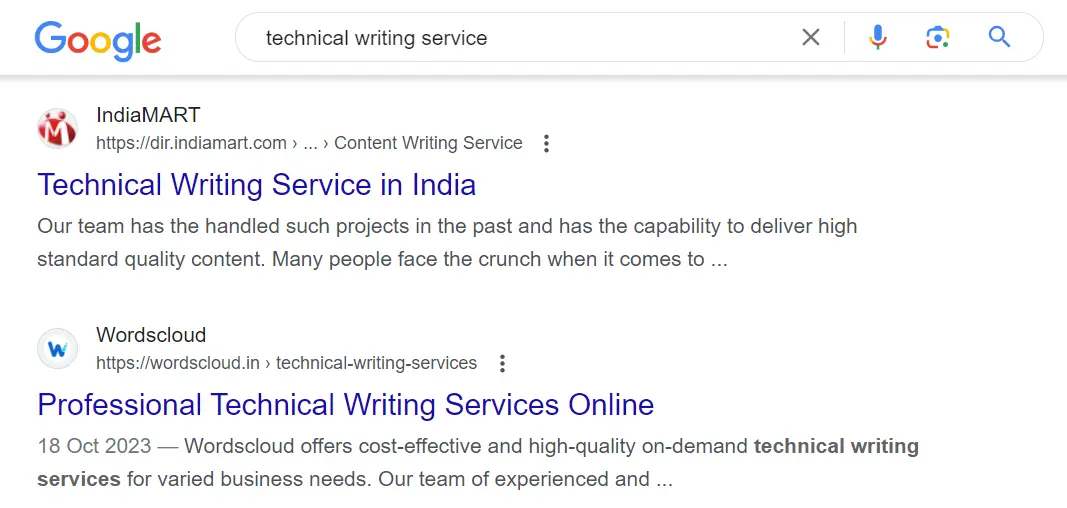 Google
technical writing service
IndiaMART
https://dir.indiamart.com › ... › Content Writing Service
Technical Writing Service in India
Our team has the handled such projects in the past and has the capability to deliver high
standard quality content. Many people face the crunch when it comes to ...
Wordscloud
https://wordscloud.in › technical-writing-services
Professional Technical Writing Services Online
18 Oct 2023 — Wordscloud offers cost-effective and high-quality on-demand technical writing
services for varied business needs. Our team of experienced and ...